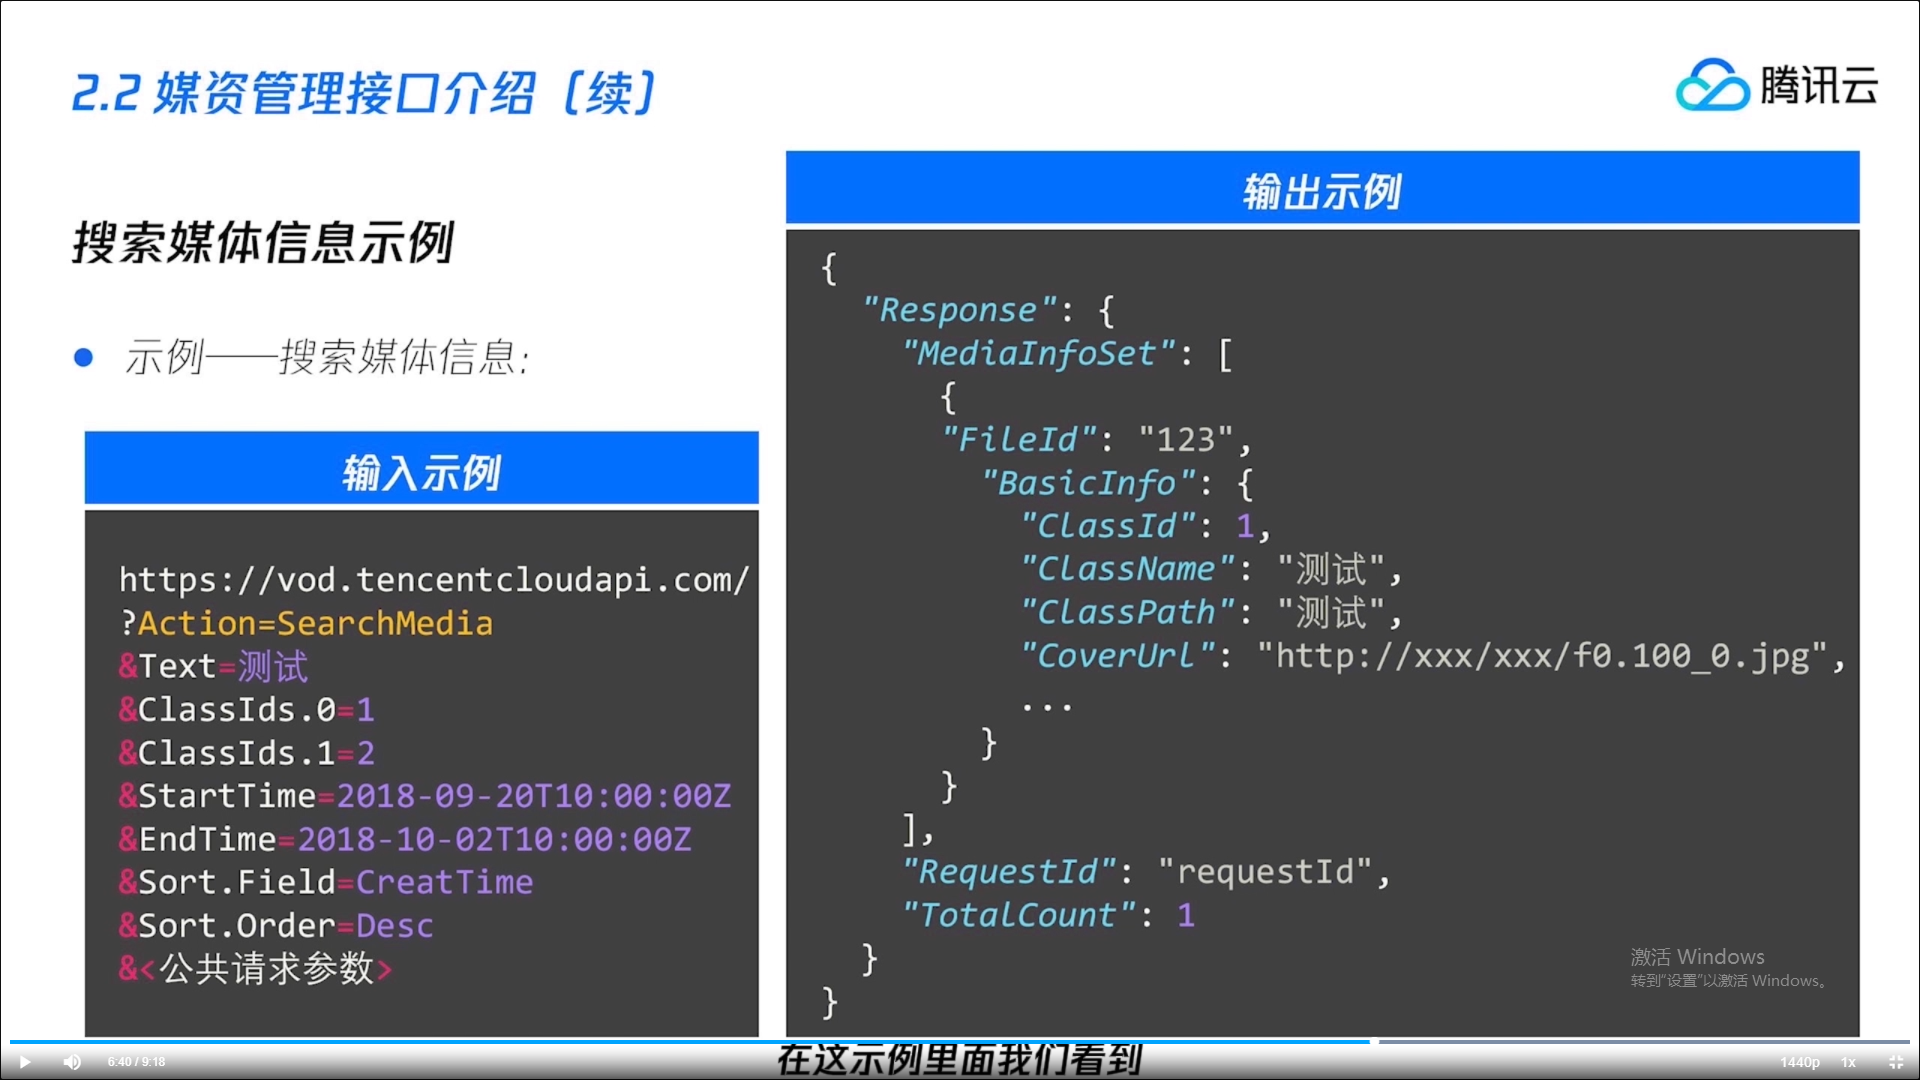 2.2 媒资管理接口介绍（续）
腾讯云
搜索媒体信息示例
示例——搜索媒体信息:
输入示例
https://vod.tencentcloudapi.com/
?Action=SearchMedia
&Text=测试
&ClassIds.0=1
&ClassIds.1=2
&StartTime=2018-09-20T10:00:00Z
&EndTime=2018-10-02T10:00:00Z
&Sort.Field=CreatTime
&Sort.Order=Desc
&<公共请求参数>
输出示例
{
"Response": {
"MediaInfoSet": [
{
"FileId": "123",
"BasicInfo": {
"ClassId": 1,
"ClassName": "测试",
"ClassPath": "测试",
"CoverUrl": "http://xxx/xxx/f0.100_0.jpg",
...
}
}
],
"RequestId": "requestId",
"TotalCount": 1
}
}
激活 Windows
转到"设置"以激活 Windows。
在这示例里面我们看到
6:40 / 9:18
1440p
1x